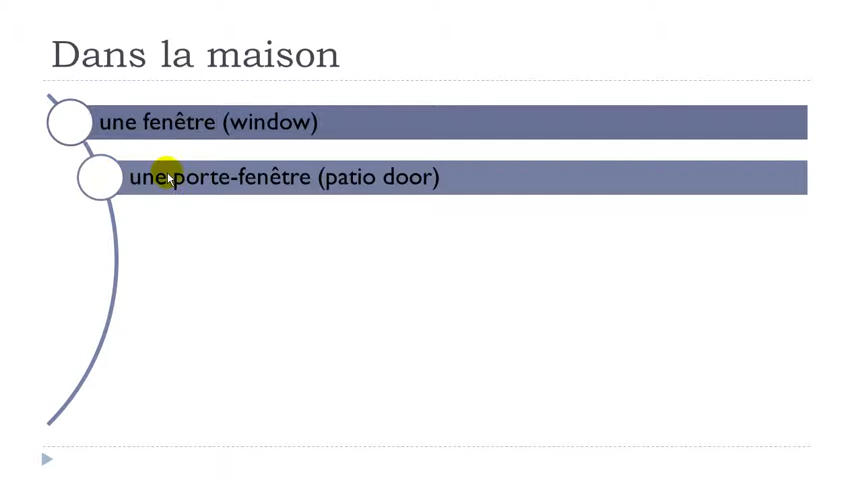 Dans la maison
une fenêtre (window)
une porte-fenêtre (patio door)